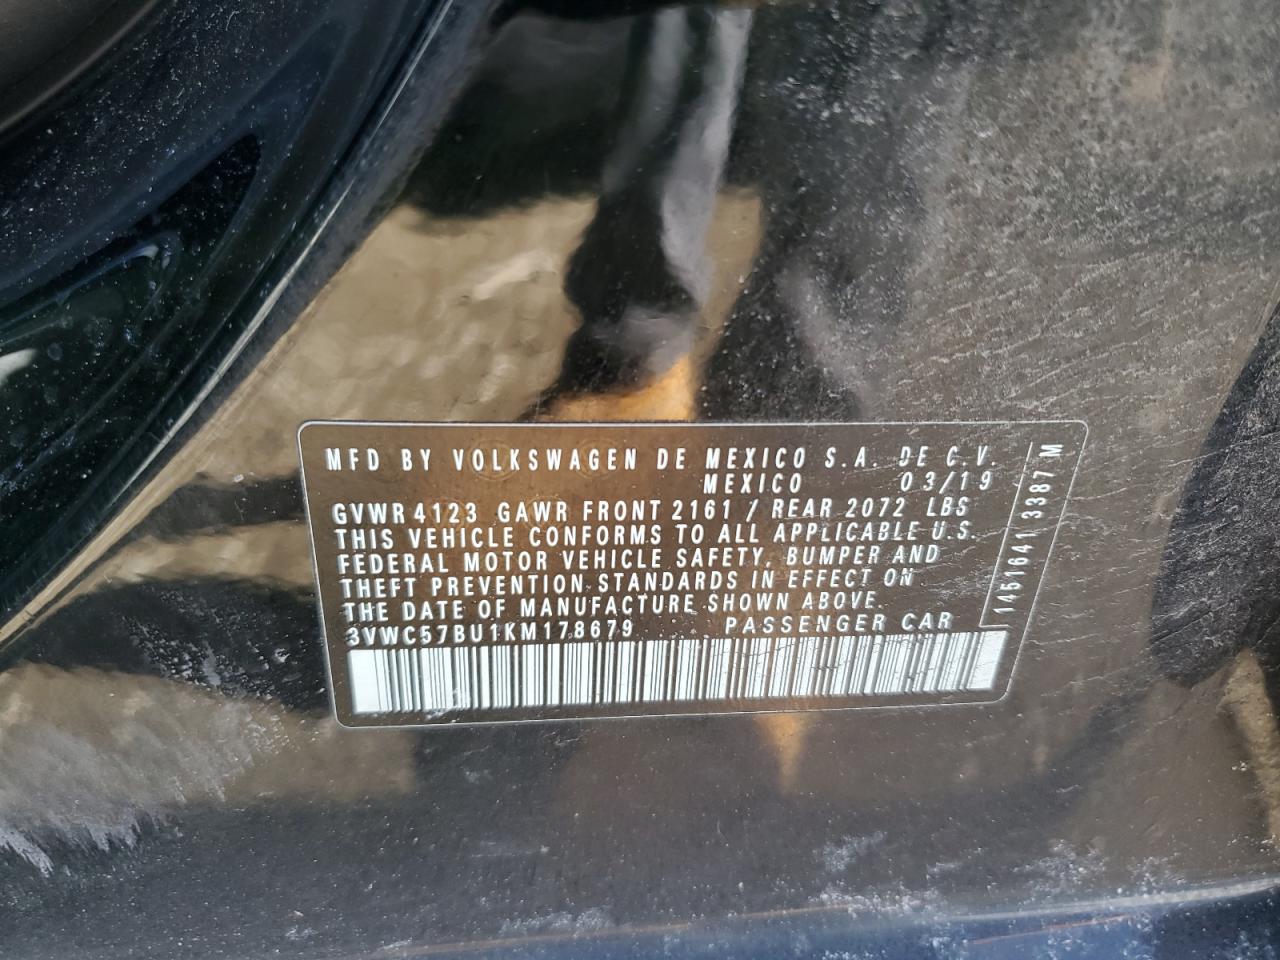 MFD BY VOLKSWAGEN DE MEXICO S.A. DE C.V.
MEXICO 03/19
GVWR 4123 GAWR FRONT 2161 / REAR 2072 LBS
THIS VEHICLE CONFORMS TO ALL APPLICABLE U.S.
FEDERAL MOTOR VEHICLE SAFETY, BUMPER AND
THEFT PREVENTION STANDARDS IN EFFECT ON
THE DATE OF MANUFACTURE SHOWN ABOVE.
3VWC57BU1KM178679 PASSENGER CAR
1451641 3387 M